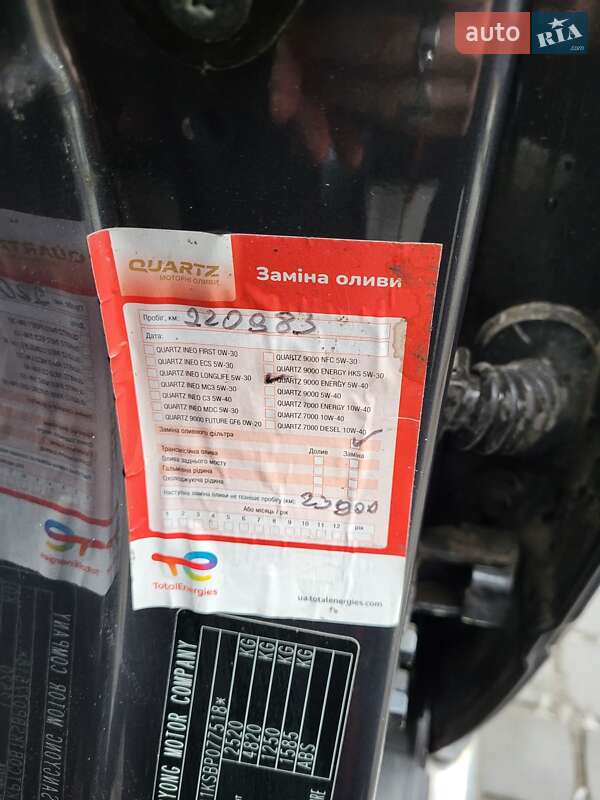 auto RIA .com
QUARTZ
МОТОРНІ ОЛИВИ
Заміна оливи
Пробіг, км: 220983
Дата:
QUARTZ INEO FIRST 0W-30
QUARTZ INEO ECS 5W-30
QUARTZ INEO LONGLIFE 5W-30
QUARTZ INEO MC3 5W-30
QUARTZ INEO C3 5W-40
QUARTZ INEO MDC 5W-30
QUARTZ 9000 FUTURE GF6 0W-20
QUARTZ 9000 NFC 5W-30
QUARTZ 9000 ENERGY HKS 5W-30
QUARTZ 9000 ENERGY 5W-40
QUARTZ 9000 5W-40
QUARTZ 7000 ENERGY 10W-40
QUARTZ 7000 10W-40
QUARTZ 7000 DIESEL 10W-40
Заміна оливного фільтра
Долив Заміна
Трансмісійна олива
Олива заднього мосту
Гальмівна рідина
Охолоджуюча рідина
Наступна заміна оливи не пізніше пробігу (км):
Або місяць / рік
1 2 3 4 5 6 7 8 9 10 11 12 рік
TotalEnergies
ua.totalenergies.com
YONG MOTOR COMPANY
1KSBP077518*
2520 KG
4820 KG
1250 KG
1585 KG
ABS